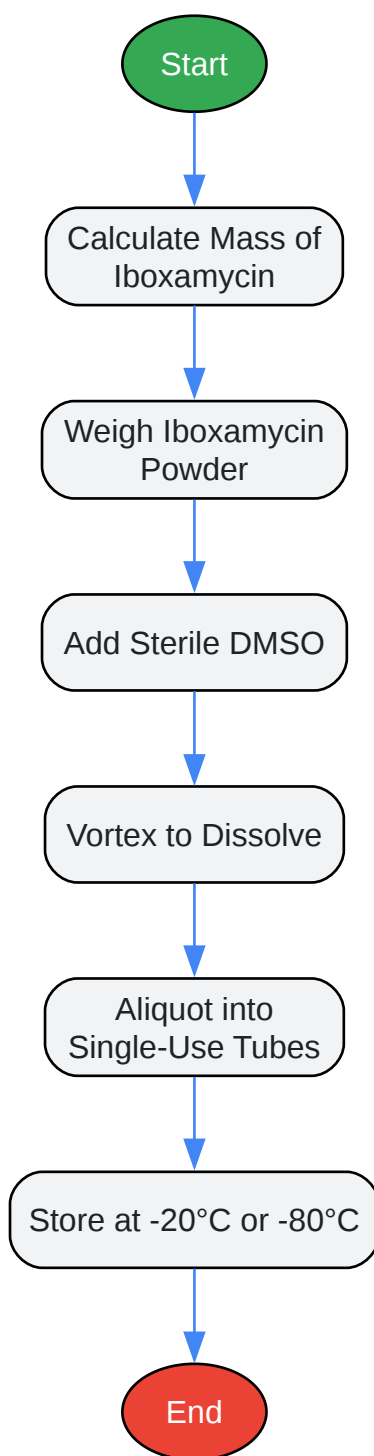 Start
Calculate Mass of
Iboxamycin
Weigh Iboxamycin
Powder
Add Sterile DMSO
Vortex to Dissolve
Aliquot into
Single-Use Tubes
Store at -20°C or -80°C
End